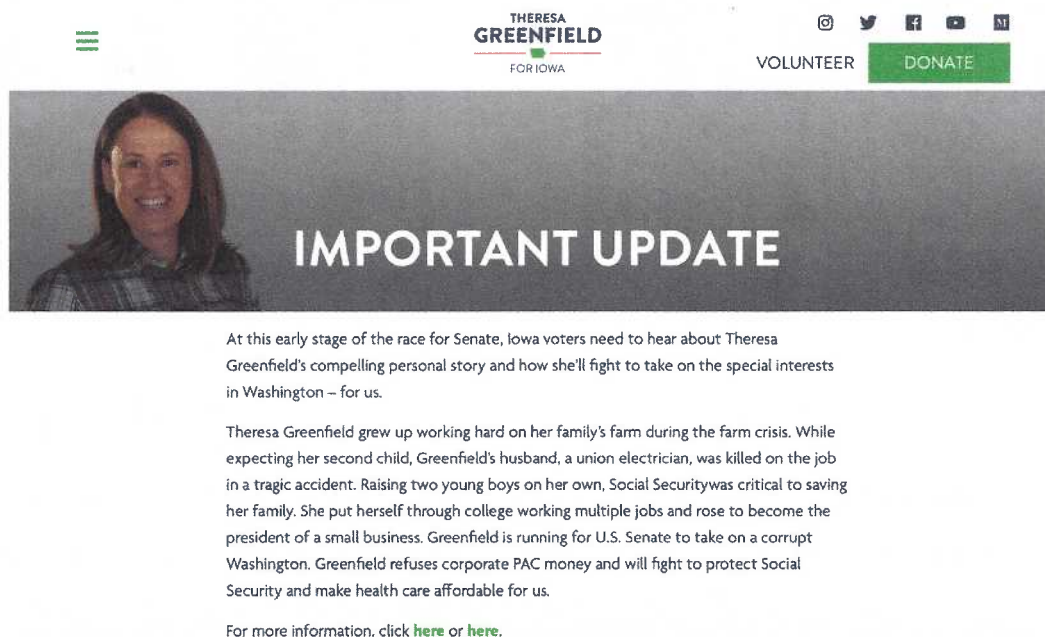 THERESA
GREENFIELD
FOR IOWA
VOLUNTEER
DONATE
IMPORTANT UPDATE
At this early stage of the race for Senate, Iowa voters need to hear about Theresa
Greenfield's compelling personal story and how she'll fight to take on the special interests
in Washington – for us.
Theresa Greenfield grew up working hard on her family's farm during the farm crisis. While
expecting her second child, Greenfield's husband, a union electrician, was killed on the job
in a tragic accident. Raising two young boys on her own, Social Securitywas critical to saving
her family. She put herself through college working multiple jobs and rose to become the
president of a small business. Greenfield is running for U.S. Senate to take on a corrupt
Washington. Greenfield refuses corporate PAC money and will fight to protect Social
Security and make health care affordable for us.
For more information, click here or here.